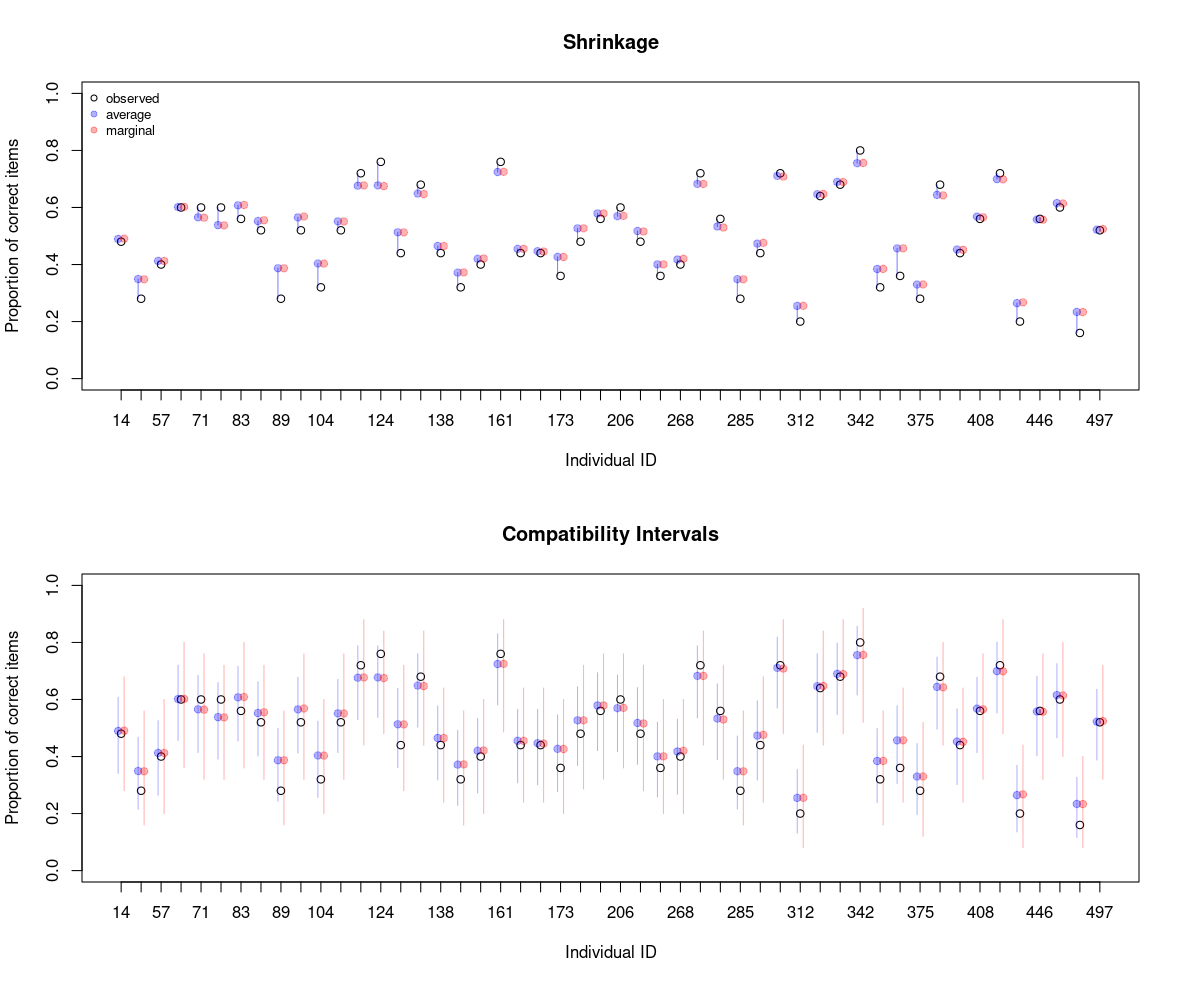 Shrinkage
Proportion of correct items
1.0
0.8
0.6
0.4
0.2
0.0
observed
average
marginal
14 57 71 83 89 104 124 138 161 173 206 268 285 312 342 375 408 446 497
Individual ID
Compatibility Intervals
Proportion of correct items
1.0
0.8
0.6
0.4
0.2
0.0
14 57 71 83 89 104 124 138 161 173 206 268 285 312 342 375 408 446 497
Individual ID